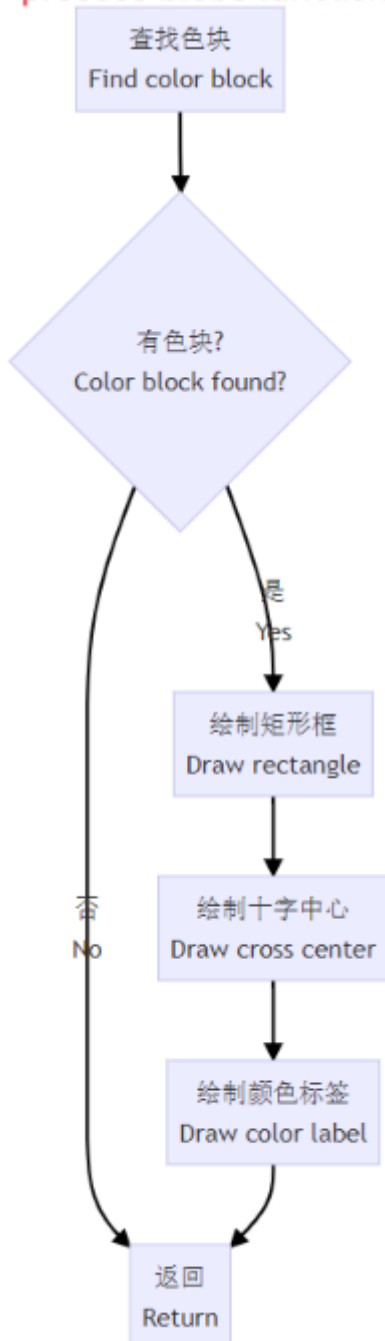 查找色块
Find color block
有色块?
Color block found?
是
Yes
绘制矩形框
Draw rectangle
否
No
绘制十字中心
Draw cross center
绘制颜色标签
Draw color label
返回
Return